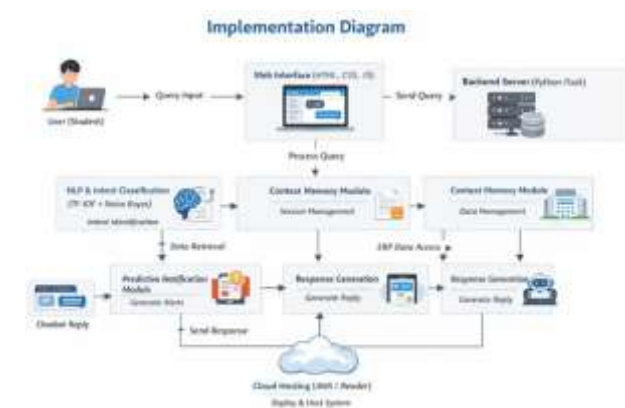 Implementation Diagram
Web Interface (HTML, CSS, JS)
Backend Server (Python Flask)
Query Input
Send Query
User (Student)
Process Query
NLP & Intent Classification
(TF-IDF + Naive Bayes)
Intent Identification
Context Memory Module
Session Management
Context Memory Module
Data Management
Data Retrieval
ERP Data Access
Predictive Notification
Module
Generate Alerts
Response Generation
Generate Reply
Response Generation
Generate Reply
Chatbot Reply
Send Response
Cloud Hosting (AWS / Render)
Deploy & Host System